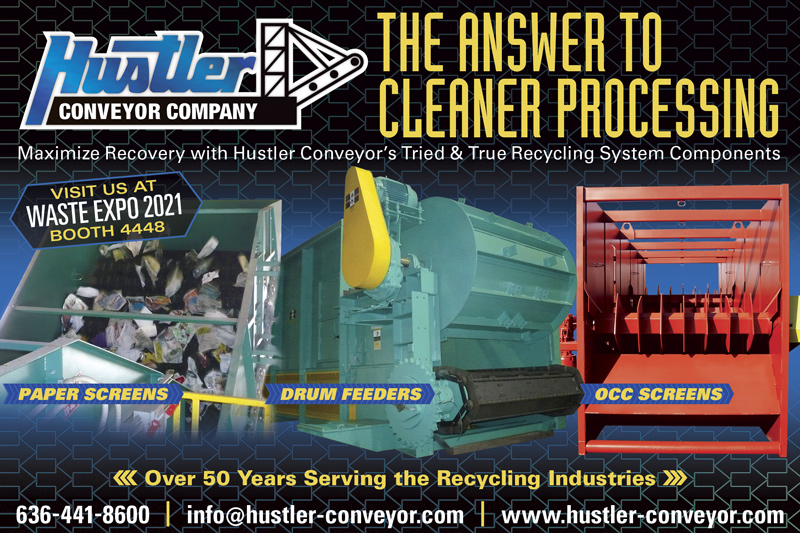 Hustler
CONVEYOR COMPANY
THE ANSWER TO
CLEANER PROCESSING
Maximize Recovery with Hustler Conveyor's Tried & True Recycling System Components
VISIT US AT
WASTE EXPO 2021
BOOTH 4448
PAPER SCREENS
DRUM FEEDERS
OCC SCREENS
Over 50 Years Serving the Recycling Industries
636-441-8600 | info@hustler-conveyor.com | www.hustler-conveyor.com